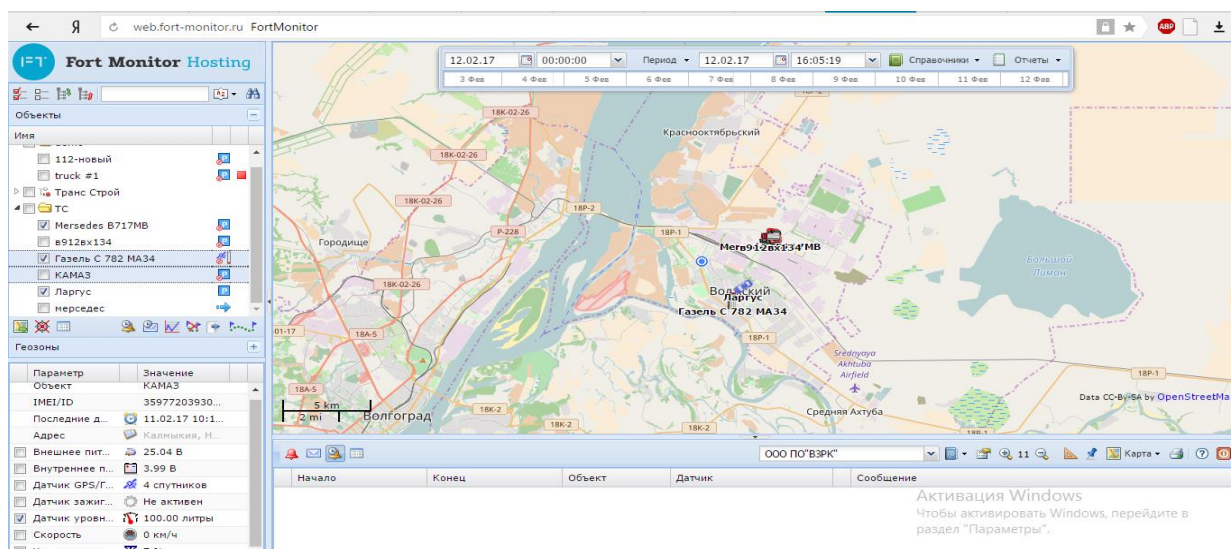 Я
web.fort-monitor.ru FortMonitor
ABP
FT
Fort Monitor Hosting
12.02.17 00:00:00 Период 12.02.17 16:05:19 Справочники Отчеты
3 Фев 4 Фев 5 Фев 6 Фев 7 Фев 8 Фев 9 Фев 10 Фев 11 Фев 12 Фев
Объекты
Имя
112-новый
truck #1
Транс Строй
ТС
Mersedes B717MB
в912вх134
Газель С 782 МА34
КАМАЗ
Ларгус
мерседес
Геозоны
Параметр Значение
Объект КАМАЗ
IMEI/ID 35977203930...
Последние д... 11.02.17 10:1...
Адрес Калмыкия, Н...
Внешнее пит... 25.04 В
Внутреннее п... 3.99 В
Датчик GPS/Г... 4 спутников
Датчик зажиг... Не активен
Датчик уровн... 100.00 литры
Скорость 0 км/ч
18К-02-26
Краснооктябрьский
18К-02-26
18К-02-26
18Р-2
Р-228
18Р-1
Городище
в912вх134
Большой
Лиман
18К-02-26
Волжский
Ларгус
Газель С 782 МА34
01-17
18А-5
18Р-1
Srednyaya
Akhtuba
Airfield
18Р-1
18А-5
5 km
2 mi
Волгоград
18К-2
18К-2
18К-2
Средняя Ахтуба
18Р-1
Data CC-By-SA by OpenStreetMa
ООО ПО"ВЗРК" 11 Карта
Начало Конец Объект Датчик Сообщение
Активация Windows
Чтобы активировать Windows, перейдите в
раздел "Параметры".